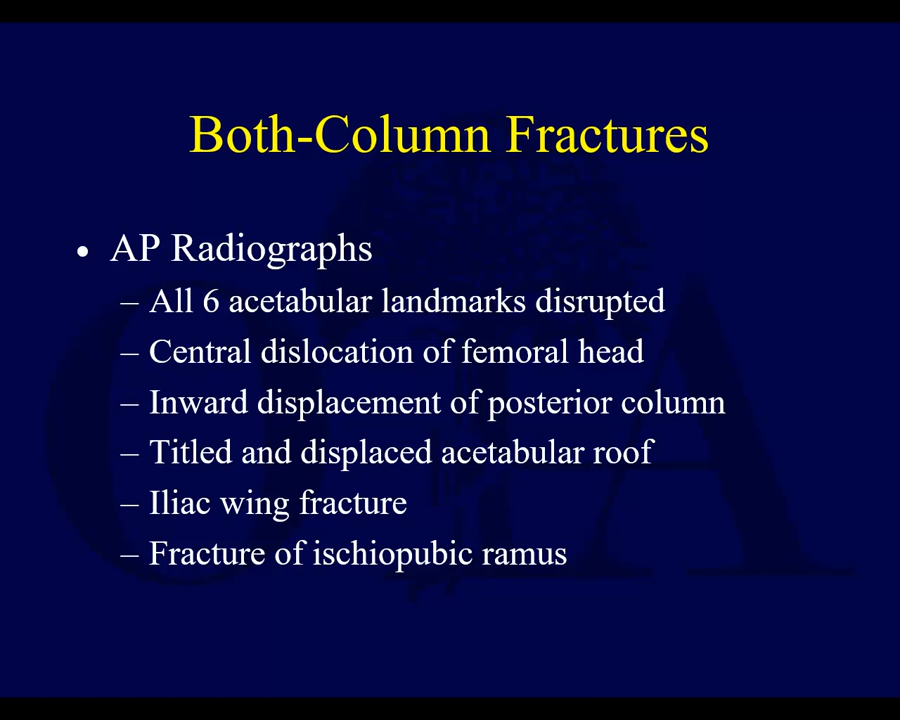 Both-Column Fractures
• AP Radiographs
– All 6 acetabular landmarks disrupted
– Central dislocation of femoral head
– Inward displacement of posterior column
– Titled and displaced acetabular roof
– Iliac wing fracture
– Fracture of ischiopubic ramus
OTA